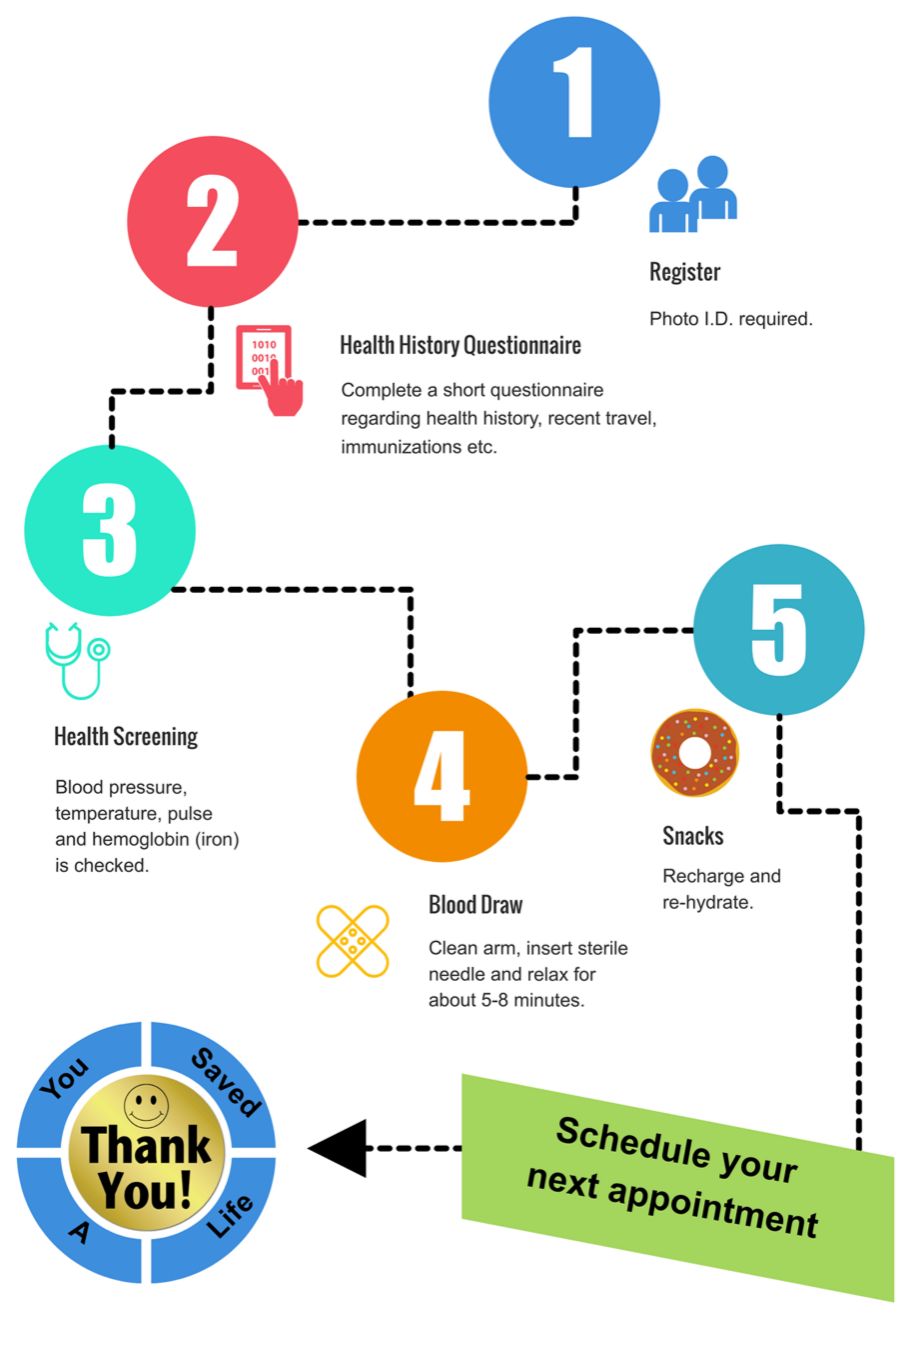 1
Register
Photo I.D. required.
2
1010
0010
001
Health History Questionnaire
Complete a short questionnaire
regarding health history, recent travel,
immunizations etc.
3
Health Screening
Blood pressure,
temperature, pulse
and hemoglobin (iron)
is checked.
4
Blood Draw
Clean arm, insert sterile
needle and relax for
about 5-8 minutes.
5
Snacks
Recharge and
re-hydrate.
Schedule your
next appointment
You
Saved
A
Life
Thank
You!